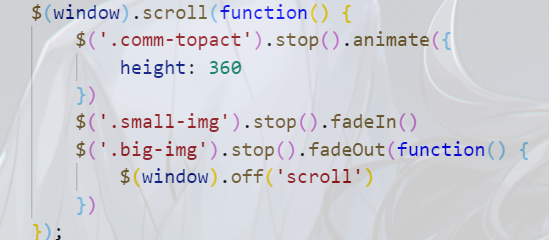 $(window).scroll(function() {
$('.comm-topact').stop().animate({
height: 360
})
$('.small-img').stop().fadeIn()
$('.big-img').stop().fadeOut(function() {
$(window).off('scroll')
})
});